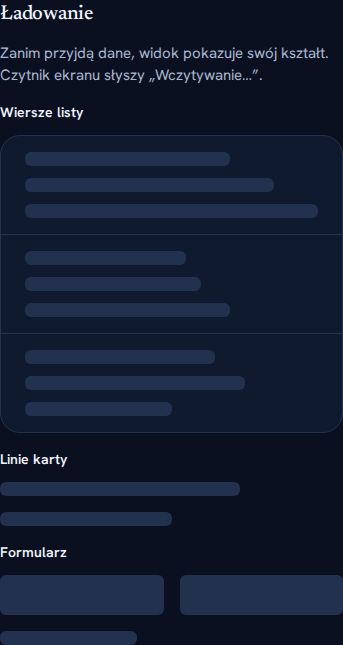 Ładowanie
Zanim przyjdą dane, widok pokazuje swój kształt.
Czytnik ekranu słyszy „Wczytywanie…”.
Wiersze listy
Linie karty
Formularz